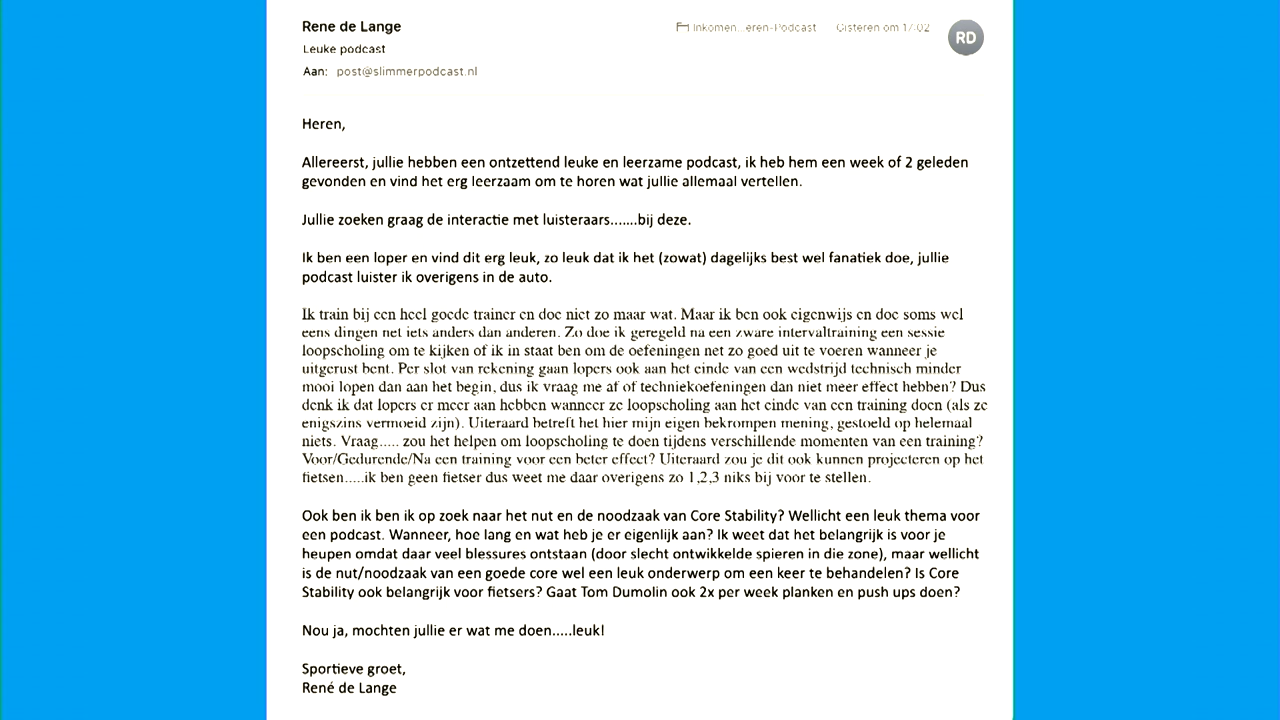 Rene de Lange
Inkomen...eren-Podcast
Gisteren om 17:02
RD
Leuke podcast
Aan: post@slimmerpodcast.nl
Heren,
Allereerst, jullie hebben een ontzettend leuke en leerzame podcast, ik heb hem een week of 2 geleden
gevonden en vind het erg leerzaam om te horen wat jullie allemaal vertellen.
Jullie zoeken graag de interactie met luisteraars.......bij deze.
Ik ben een loper en vind dit erg leuk, zo leuk dat ik het (zowat) dagelijks best wel fanatiek doe, jullie
podcast luister ik overigens in de auto.
Ik train bij een heel goede trainer en doe niet zo maar wat. Maar ik ben ook eigenwijs en doe soms wel
eens dingen net iets anders dan anderen. Zo doe ik geregeld na een zware intervaltraining een sessie
loopscholing om te kijken of ik in staat ben om de oefeningen net zo goed uit te voeren wanneer je
uitgerust bent. Per slot van rekening gaan lopers ook aan het einde van een wedstrijd technisch minder
mooi lopen dan aan het begin, dus ik vraag me af of techniekoefeningen dan niet meer effect hebben? Dus
denk ik dat lopers er meer aan hebben wanneer ze loopscholing aan het einde van een training doen (als ze
enigszins vermoeid zijn). Uiteraard betreft het hier mijn eigen bekrompen mening, gestoeld op helemaal
niets. Vraag..... zou het helpen om loopscholing te doen tijdens verschillende momenten van een training?
Voor/Gedurende/Na een training voor een beter effect? Uiteraard zou je dit ook kunnen projecteren op het
fietsen.....ik ben geen fietser dus weet me daar overigens zo 1,2,3 niks bij voor te stellen.
Ook ben ik ben ik op zoek naar het nut en de noodzaak van Core Stability? Wellicht een leuk thema voor
een podcast. Wanneer, hoe lang en wat heb je er eigenlijk aan? Ik weet dat het belangrijk is voor je
heupen omdat daar veel blessures ontstaan (door slecht ontwikkelde spieren in die zone), maar wellicht
is de nut/noodzaak van een goede core wel een leuk onderwerp om een keer te behandelen? Is Core
Stability ook belangrijk voor fietsers? Gaat Tom Dumolin ook 2x per week planken en push ups doen?
Nou ja, mochten jullie er wat me doen.....leuk!
Sportieve groet,
René de Lange